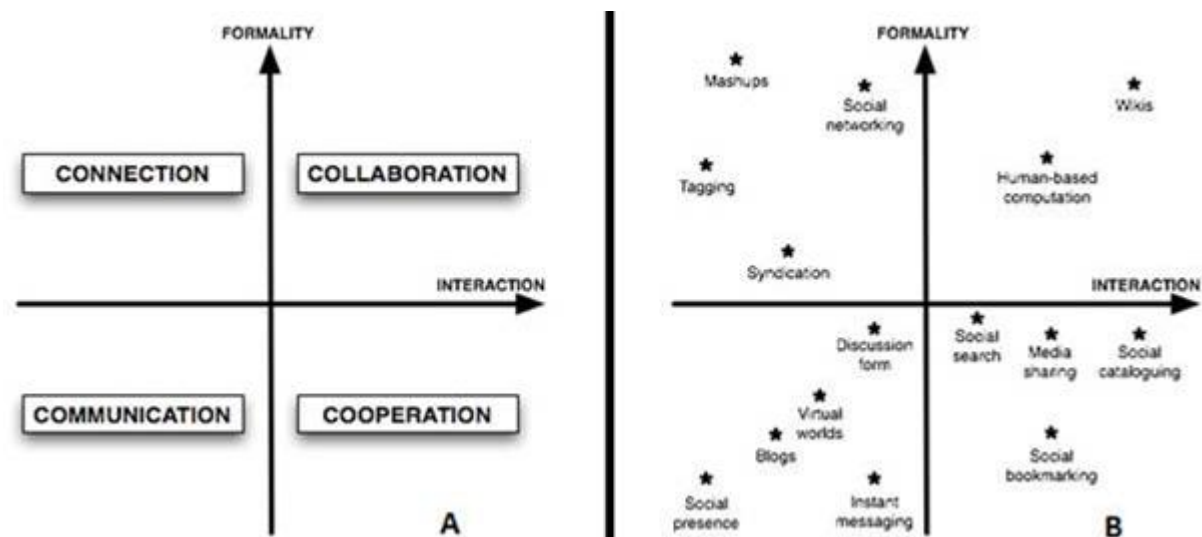 FORMALITY
CONNECTION
COLLABORATION
INTERACTION
COMMUNICATION
COOPERATION
A
FORMALITY
Mashups
Social
networking
Wikis
Tagging
Human-based
computation
Syndication
INTERACTION
Discussion
form
Social
search
Media
sharing
Social
cataloguing
Virtual
worlds
Blogs
Social
bookmarking
Social
presence
Instant
messaging
B